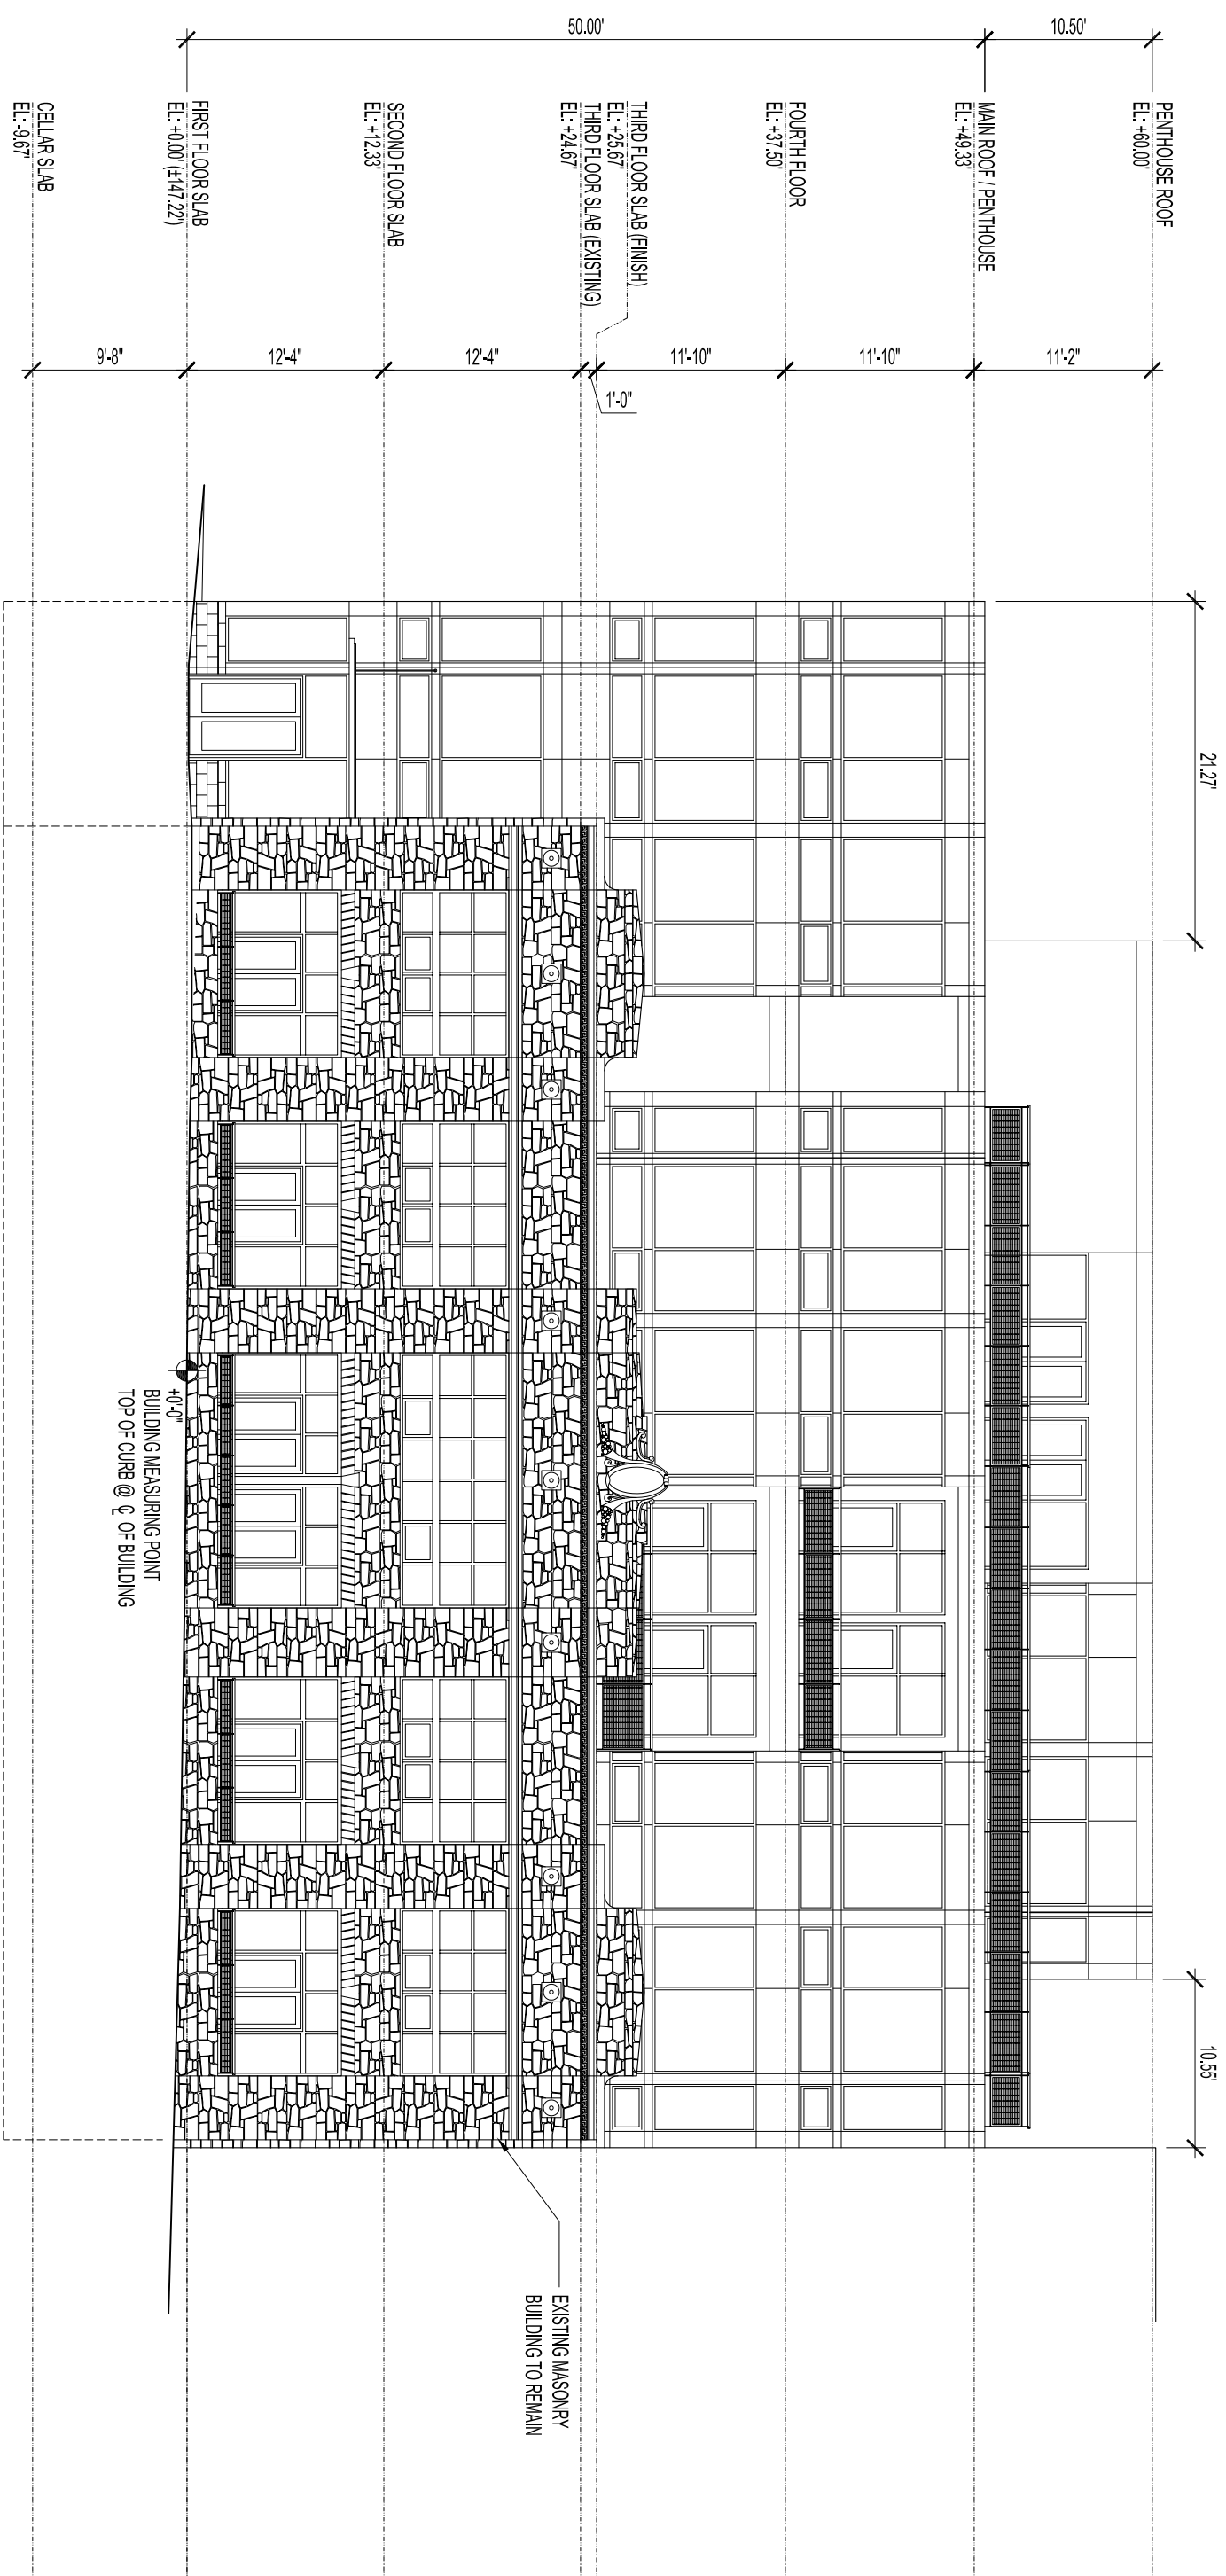 10.50'
50.00'
PENTHOUSE ROOF
EL: +60.00'
MAIN ROOF / PENTHOUSE
EL: +49.33'
FOURTH FLOOR
EL: +37.50'
THIRD FLOOR SLAB (FINISH)
EL: +25.67'
THIRD FLOOR SLAB (EXISTING)
EL: +24.67'
SECOND FLOOR SLAB
EL: +12.33'
FIRST FLOOR SLAB
EL: +0.00' (±147.22')
CELLAR SLAB
EL: -9.67'
11'-2"
11'-10"
11'-10"
1'-0"
12'-4"
12'-4"
9'-8"
21.27'
10.55'
+0'-0"
BUILDING MEASURING POINT
TOP OF CURB @ ℄ OF BUILDING
EXISTING MASONRY
BUILDING TO REMAIN